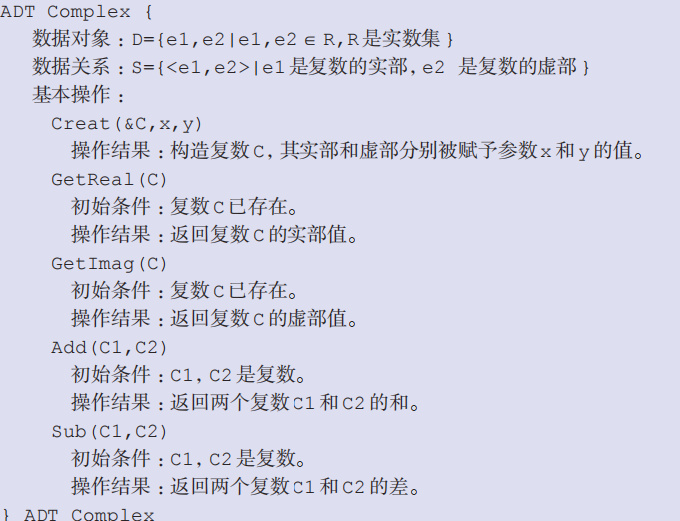 ADT Complex {
数据对象:D={e1,e2|e1,e2∈R,R是实数集}
数据关系:S={<e1,e2>|e1是复数的实部,e2 是复数的虚部}
基本操作:
Creat(&C,x,y)
操作结果:构造复数C,其实部和虚部分别被赋予参数x和y的值。
GetReal(C)
初始条件:复数C已存在。
操作结果:返回复数C的实部值。
GetImag(C)
初始条件:复数C已存在。
操作结果:返回复数C的虚部值。
Add(C1,C2)
初始条件:C1,C2是复数。
操作结果:返回两个复数C1和C2的和。
Sub(C1,C2)
初始条件:C1,C2是复数。
操作结果:返回两个复数C1和C2的差。
} ADT Complex